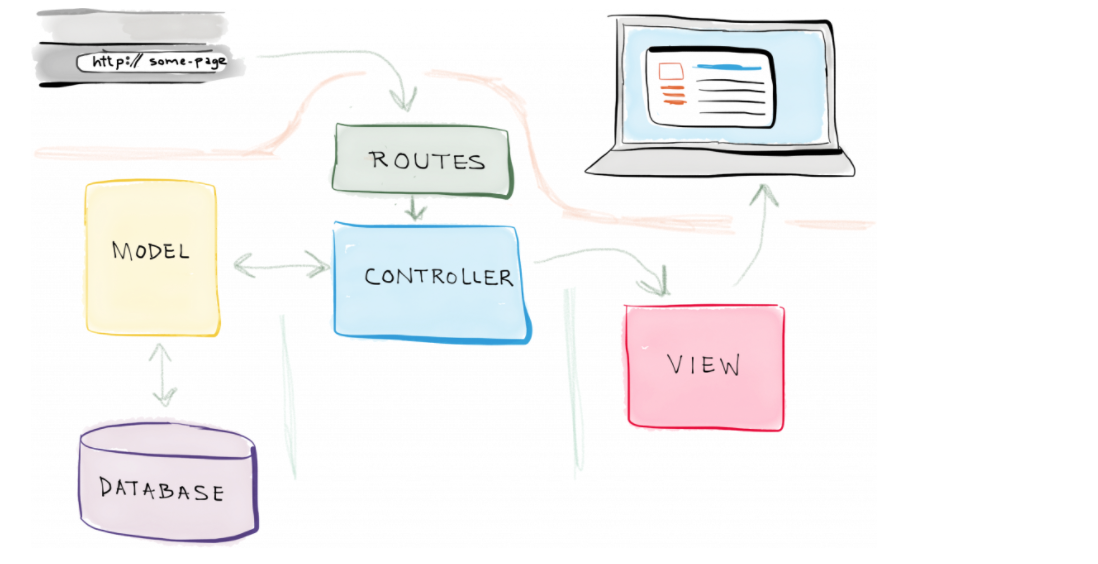 http:// some-page
ROUTES
MODEL
CONTROLLER
VIEW
DATABASE